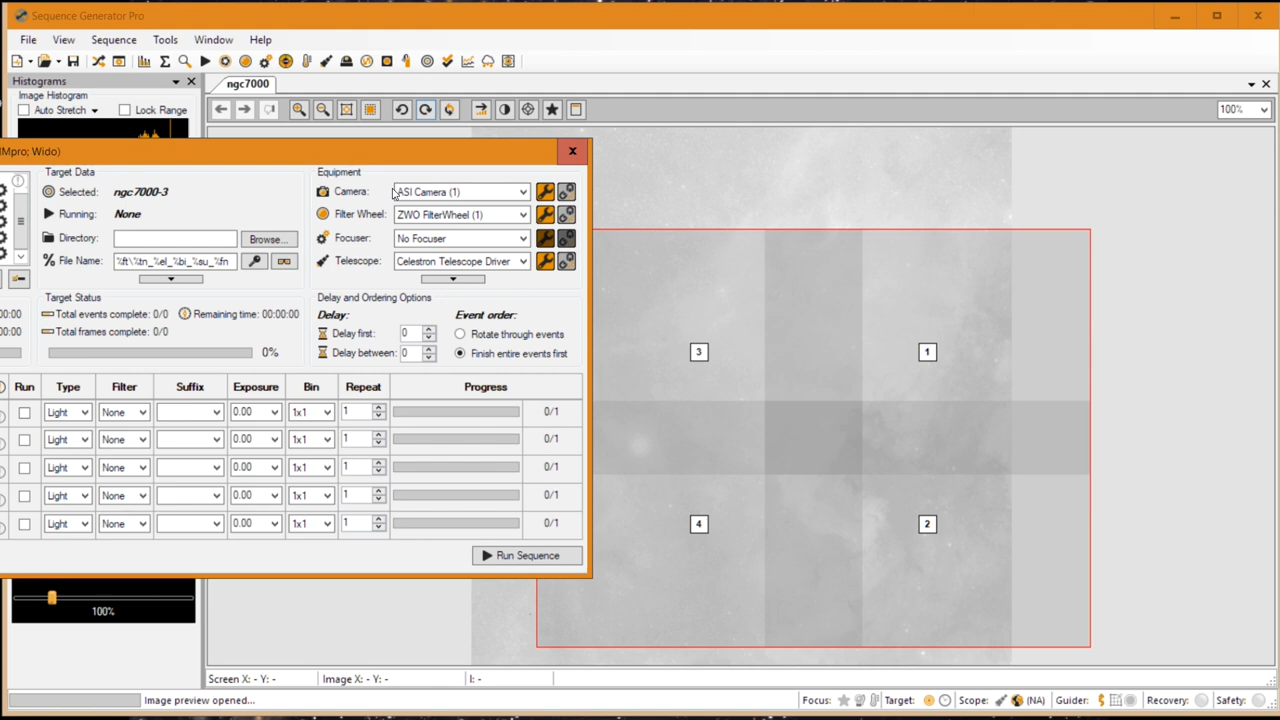 Sequence Generator Pro
File View Sequence Tools Window Help
Histograms
Image Histogram
Auto Stretch Lock Range
ngc7000
100%
Mpro; Wido)
Target Data
Selected: ngc7000-3
Running: None
Directory: Browse...
File Name: %ft\%tn_%el_%bi_%su_%fn
Equipment
Camera: ASI Camera (1)
Filter Wheel: ZWO FilterWheel (1)
Focuser: No Focuser
Telescope: Celestron Telescope Driver
Target Status
00:00 Total events complete: 0/0 Remaining time: 00:00:00
00:00 Total frames complete: 0/0
0%
Delay and Ordering Options
Delay: Event order:
Delay first: 0 Rotate through events
Delay between: 0 Finish entire events first
Run Type Filter Suffix Exposure Bin Repeat Progress
Light None 0.00 1x1 1 0/1
Light None 0.00 1x1 1 0/1
Light None 0.00 1x1 1 0/1
Light None 0.00 1x1 1 0/1
Light None 0.00 1x1 1 0/1
Run Sequence
3 1
4 2
100%
Screen X: - Y: - Image X: - Y: - I: -
Image preview opened... Focus: Target: Scope: (NA) Guider: Recovery: Safety: